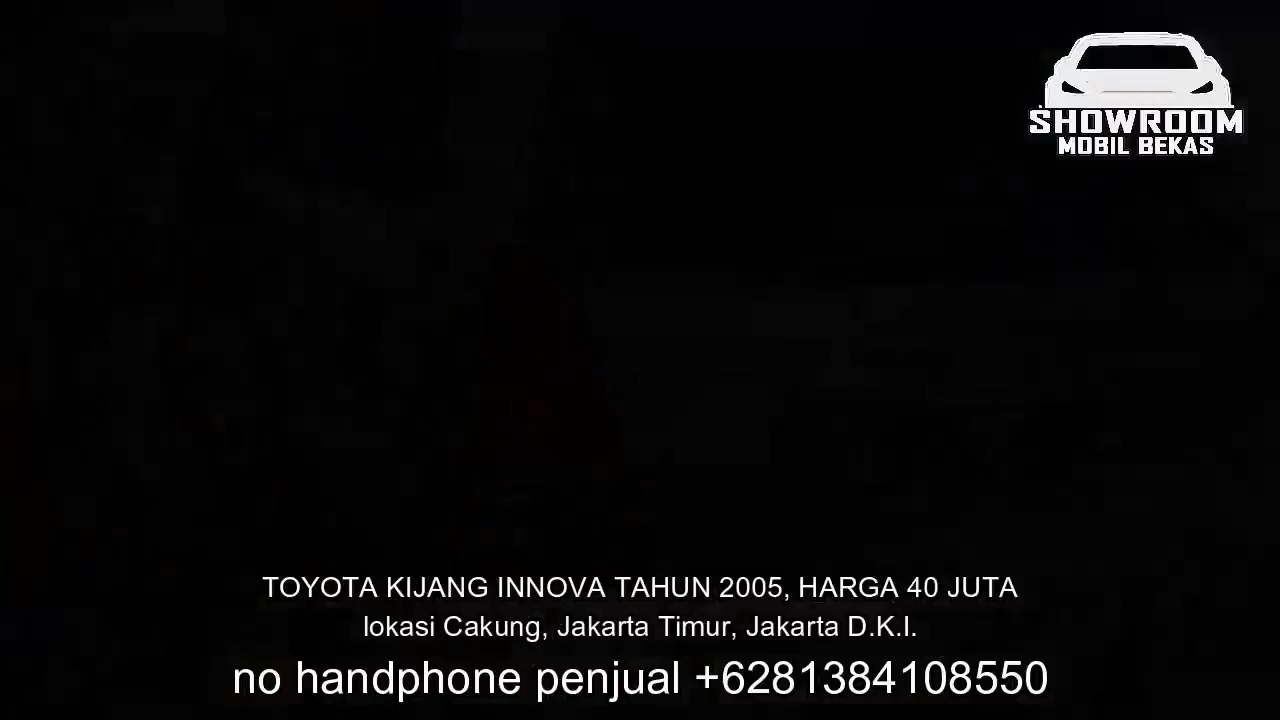 SHOWROOM
MOBIL BEKAS
TOYOTA KIJANG INNOVA TAHUN 2005, HARGA 40 JUTA
lokasi Cakung, Jakarta Timur, Jakarta D.K.I.
no handphone penjual +6281384108550